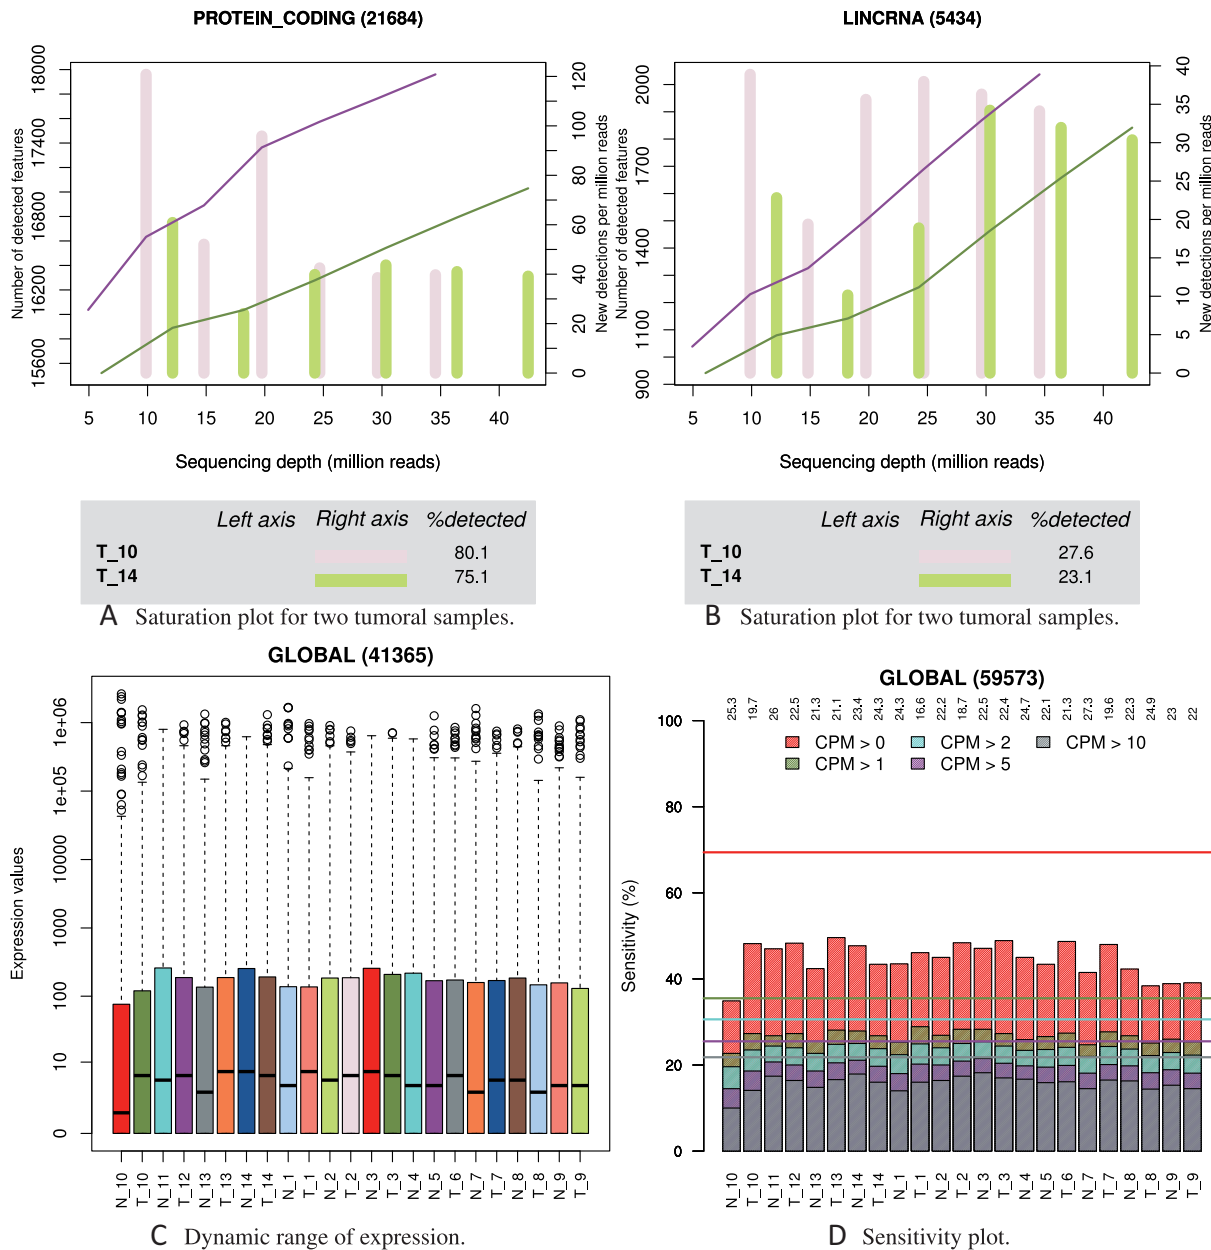 PROTEIN_CODING (21684)
Number of detected features
15600 16200 16800 17400 18000
0 20 40 60 80 100 120
New detections per million reads
5 10 15 20 25 30 35 40
Sequencing depth (million reads)
Left axis Right axis %detected
T_10 80.1
T_14 75.1
A Saturation plot for two tumoral samples.
LINCRNA (5434)
Number of detected features
900 1100 1400 1700 2000
0 5 10 15 20 25 30 35 40
New detections per million reads
5 10 15 20 25 30 35 40
Sequencing depth (million reads)
Left axis Right axis %detected
T_10 27.6
T_14 23.1
B Saturation plot for two tumoral samples.
GLOBAL (41365)
Expression values
0 10 100 1000 10000 1e+05 1e+06
N_10 T_10 N_11 T_12 N_13 T_13 N_14 T_14 N_1 T_1 N_2 T_2 N_3 T_3 N_4 N_5 T_6 N_7 T_7 N_8 T_8 N_9 T_9
C Dynamic range of expression.
GLOBAL (59573)
25.3 19.7 26 22.5 21.3 21.1 23.4 24.3 24.3 16.6 22.2 18.7 22.5 22.4 24.7 22.1 21.3 27.3 19.6 22.3 24.9 23 22
CPM > 0 CPM > 2 CPM > 10
CPM > 1 CPM > 5
Sensitivity (%)
0 20 40 60 80 100
N_10 T_10 N_11 T_12 N_13 T_13 N_14 T_14 N_1 T_1 N_2 T_2 N_3 T_3 N_4 N_5 T_6 N_7 T_7 N_8 T_8 N_9 T_9
D Sensitivity plot.